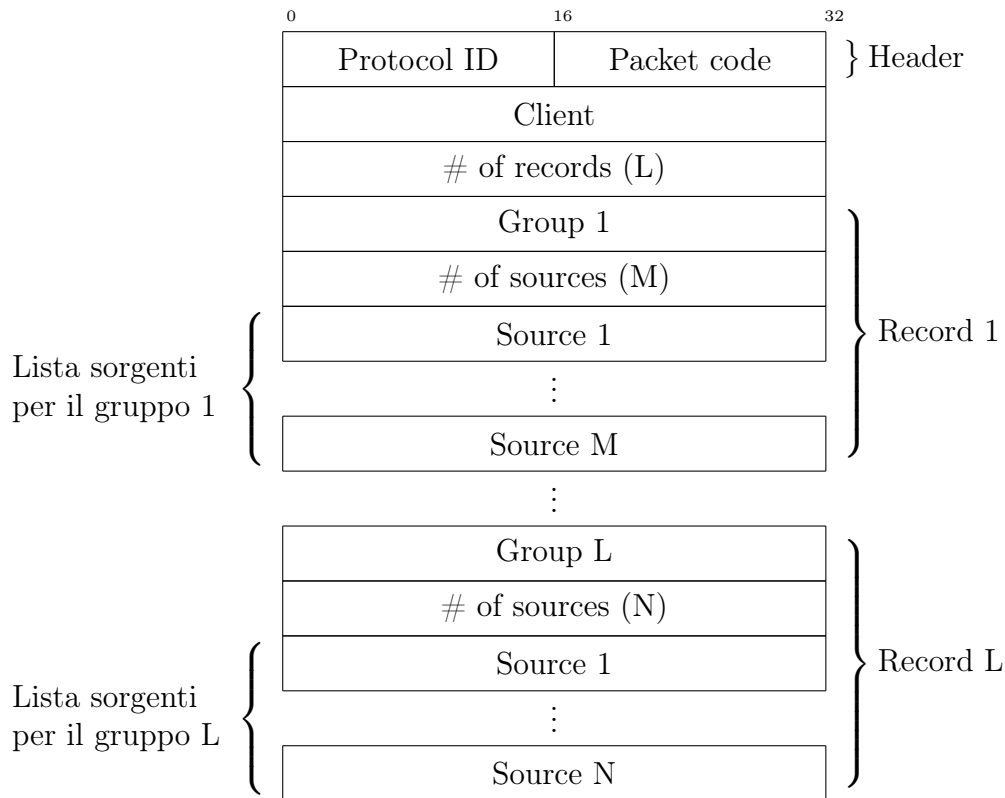 0 16 32
Protocol ID Packet code Header
Client
# of records (L)
Group 1
# of sources (M)
Source 1
Record 1
Lista sorgenti
per il gruppo 1
Source M
Group L
# of sources (N)
Source 1
Record L
Lista sorgenti
per il gruppo L
Source N